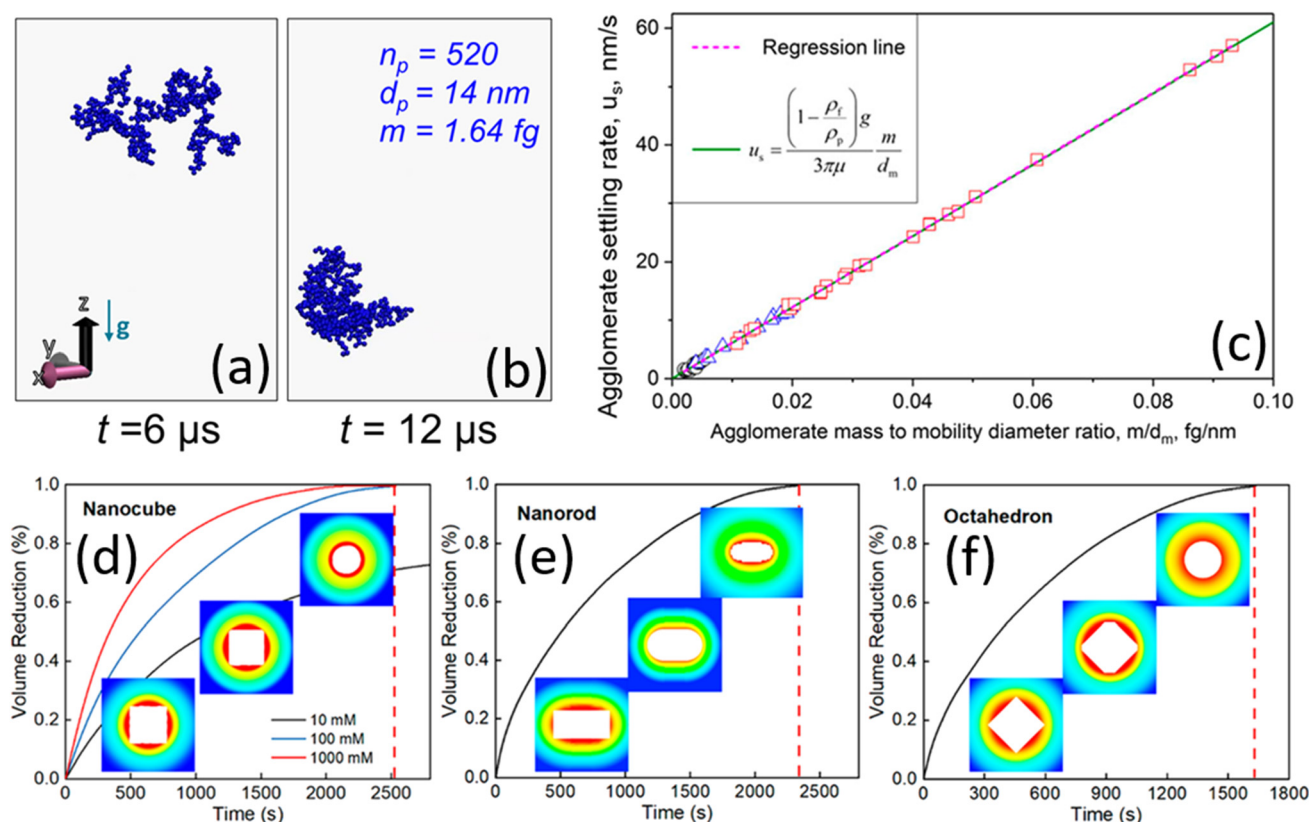 n_p = 520
d_p = 14 nm
m = 1.64 fg
z
g
y
x
(a)
(b)
t =6 µs
t = 12 µs
Agglomerate settling rate, u_s, nm/s
60
40
20
0
Regression line
u_s = (1 − ρ_f/ρ_p) g / 3πμ m/d_m
(c)
0.00 0.02 0.04 0.06 0.08 0.10
Agglomerate mass to mobility diameter ratio, m/d_m, fg/nm
Volume Reduction (%)
1.0
0.8
0.6
0.4
0.2
0.0
Nanocube
(d)
10 mM
100 mM
1000 mM
0 500 1000 1500 2000 2500
Time (s)
Volume Reduction (%)
1.0
0.8
0.6
0.4
0.2
0.0
Nanorod
(e)
0 500 1000 1500 2000 2500
Time (s)
Volume Reduction (%)
1.0
0.8
0.6
0.4
0.2
0.0
Octahedron
(f)
0 300 600 900 1200 1500 1800
Time (s)